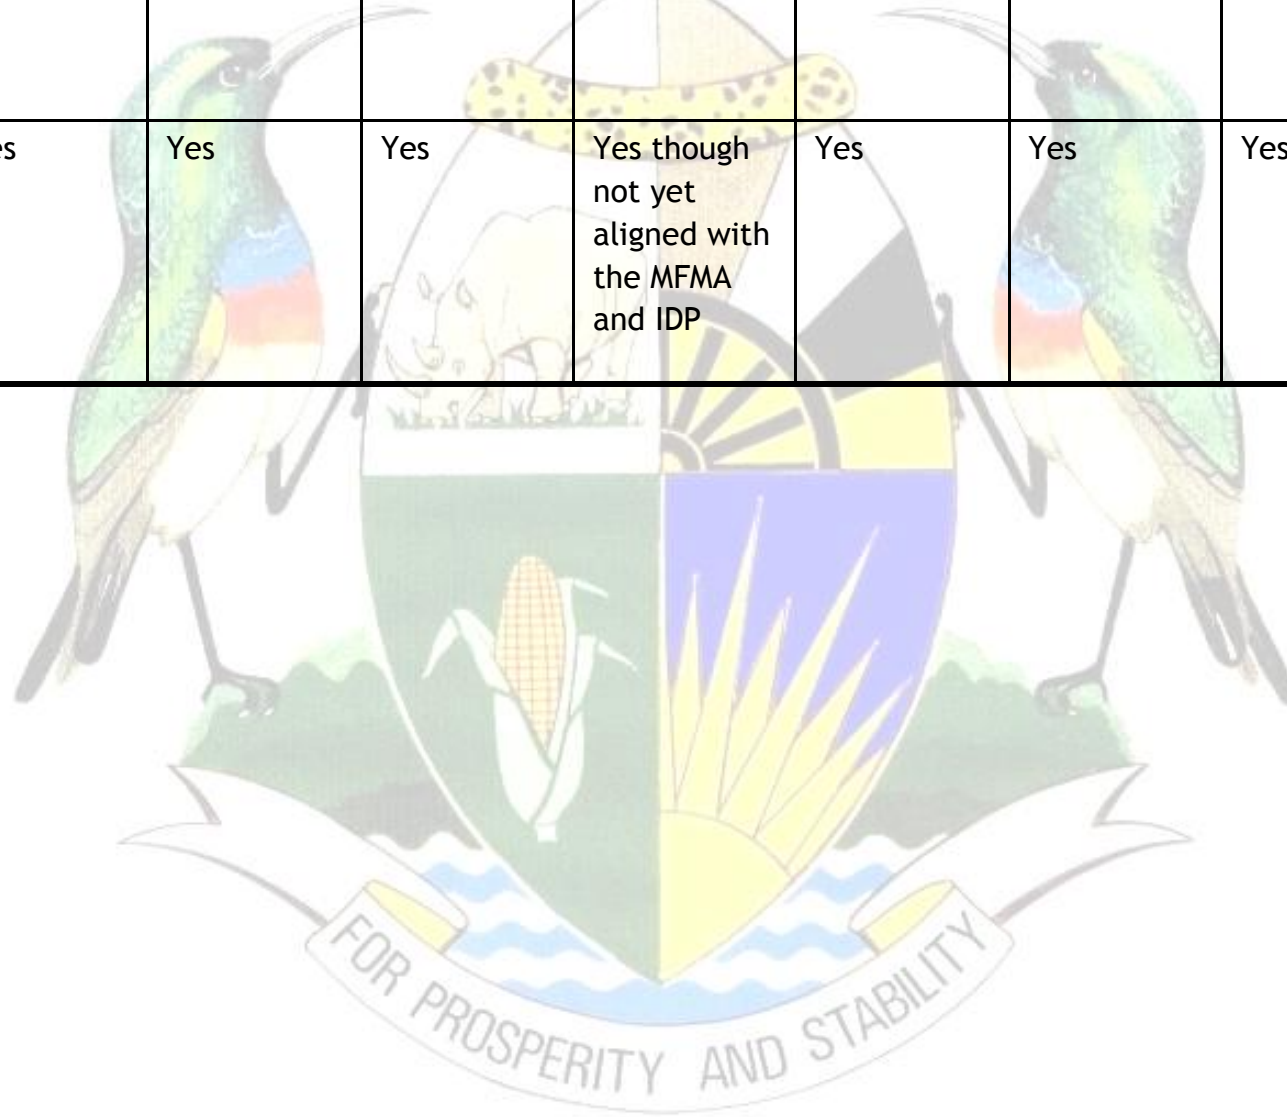 es
Yes
Yes
Yes though
not yet
aligned with
the MFMA
and IDP
Yes
Yes
Yes
FOR PROSPERITY AND STABILITY